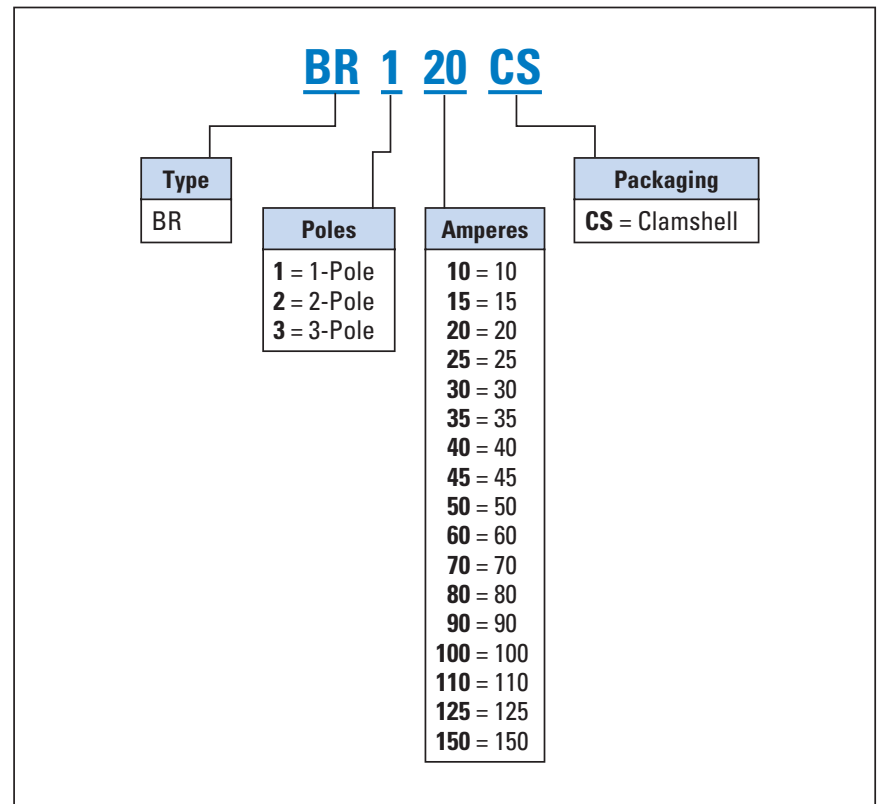 BR 1 20 CS
Type
BR
Poles
1 = 1-Pole
2 = 2-Pole
3 = 3-Pole
Amperes
10 = 10
15 = 15
20 = 20
25 = 25
30 = 30
35 = 35
40 = 40
45 = 45
50 = 50
60 = 60
70 = 70
80 = 80
90 = 90
100 = 100
110 = 110
125 = 125
150 = 150
Packaging
CS = Clamshell